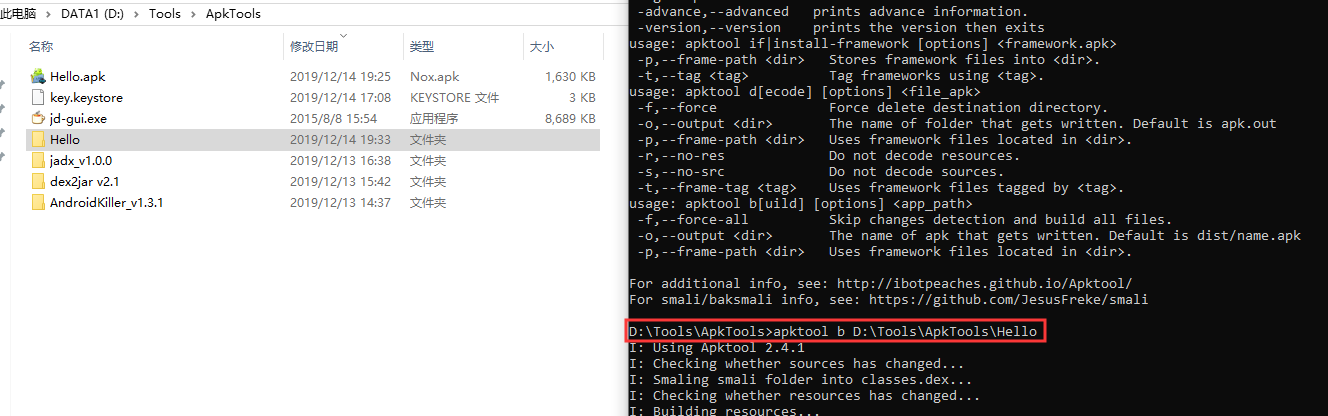 此电脑 > DATA1 (D:) > Tools > ApkTools
名称 修改日期 类型 大小
Hello.apk 2019/12/14 19:25 Nox.apk 1,630 KB
key.keystore 2019/12/14 17:08 KEYSTORE 文件 3 KB
jd-gui.exe 2015/8/8 15:54 应用程序 8,689 KB
Hello 2019/12/14 19:33 文件夹
jadx_v1.0.0 2019/12/13 16:38 文件夹
dex2jar v2.1 2019/12/13 15:42 文件夹
AndroidKiller_v1.3.1 2019/12/13 14:37 文件夹
-advance,--advanced prints advance information.
-version,--version prints the version then exits
usage: apktool if|install-framework [options] <framework.apk>
-p,--frame-path <dir> Stores framework files into <dir>.
-t,--tag <tag> Tag frameworks using <tag>.
usage: apktool d[ecode] [options] <file_apk>
-f,--force Force delete destination directory.
-o,--output <dir> The name of folder that gets written. Default is apk.out
-p,--frame-path <dir> Uses framework files located in <dir>.
-r,--no-res Do not decode resources.
-s,--no-src Do not decode sources.
-t,--frame-tag <tag> Uses framework files tagged by <tag>.
usage: apktool b[uild] [options] <app_path>
-f,--force-all Skip changes detection and build all files.
-o,--output <dir> The name of apk that gets written. Default is dist/name.apk
-p,--frame-path <dir> Uses framework files located in <dir>.
For additional info, see: http://ibotpeaches.github.io/Apktool/
For smali/baksmali info, see: https://github.com/JesusFreke/smali
D:\Tools\ApkTools>apktool b D:\Tools\ApkTools\Hello
I: Using Apktool 2.4.1
I: Checking whether sources has changed...
I: Smaling smali folder into classes.dex...
I: Checking whether resources has changed...
I: Building resources...